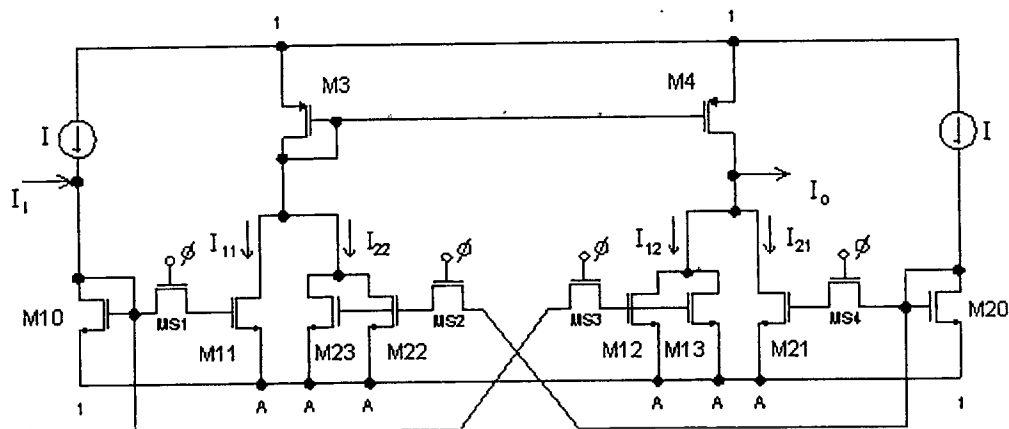 1
1
M3
M4
I
I
I₁
I₀
I₁₁
I₂₂
I₁₂
I₂₁
ø
ø
ø
ø
M10
MS1
MS2
MS3
MS4
M20
M11
M23
M22
M12
M13
M21
1
A
A
A
A
A
A
1